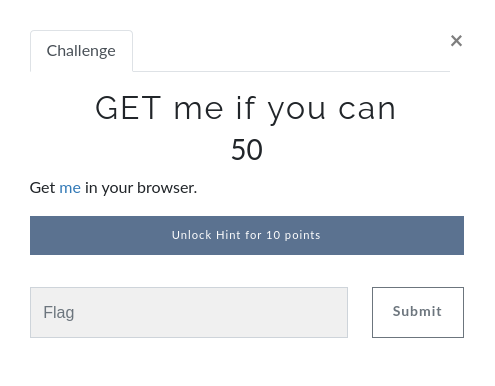 Challenge
×
GET me if you can
50
Get me in your browser.
Unlock Hint for 10 points
Flag
Submit